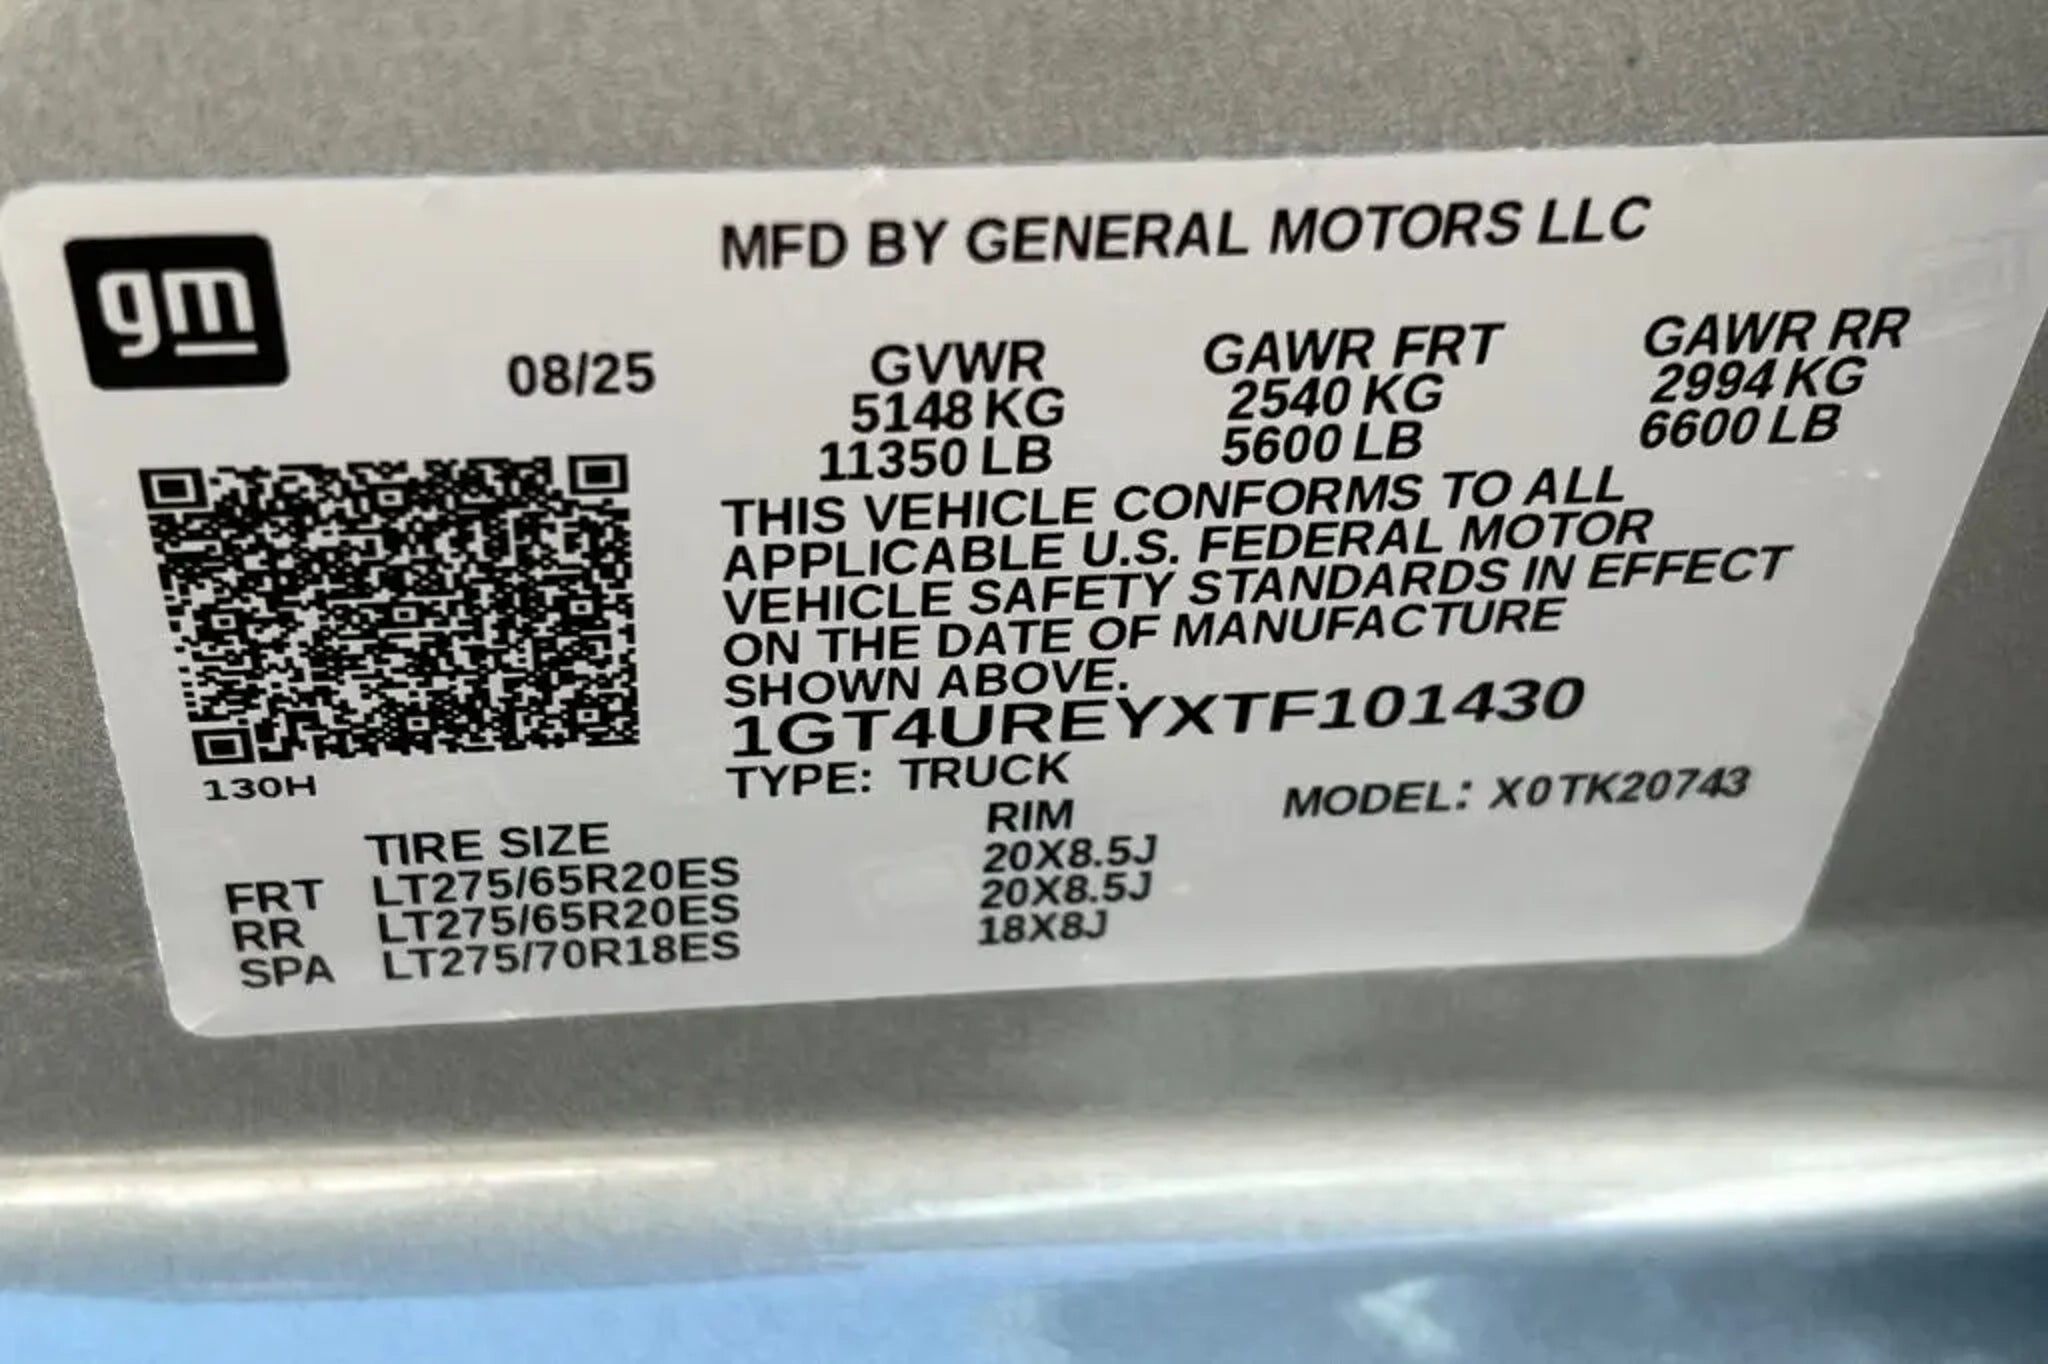 gm
MFD BY GENERAL MOTORS LLC
08/25
GVWR GAWR FRT GAWR RR
5148 KG 2540 KG 2994 KG
11350 LB 5600 LB 6600 LB
THIS VEHICLE CONFORMS TO ALL
APPLICABLE U.S. FEDERAL MOTOR
VEHICLE SAFETY STANDARDS IN EFFECT
ON THE DATE OF MANUFACTURE
SHOWN ABOVE.
1GT4UREYXTF101430
130H
TYPE: TRUCK MODEL: X0TK20743
TIRE SIZE RIM
FRT LT275/65R20ES 20X8.5J
RR LT275/65R20ES 20X8.5J
SPA LT275/70R18ES 18X8J